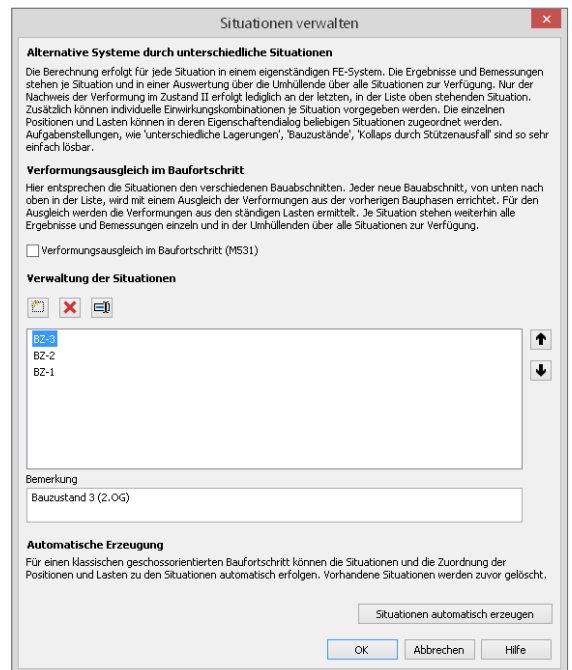 Situationen verwalten
Alternative Systeme durch unterschiedliche Situationen
Die Berechnung erfolgt für jede Situation in einem eigenständigen FE-System. Die Ergebnisse und Bemessungen
stehen je Situation und in einer Auswertung über die Umhüllende über alle Situationen zur Verfügung. Nur der
Nachweis der Verformung im Zustand II erfolgt lediglich an der letzten, in der Liste oben stehenden Situation.
Zusätzlich können individuelle Einwirkungskombinationen je Situation vorgegeben werden. Die einzelnen
Positionen und Lasten können in deren Eigenschaftendialog beliebigen Situationen zugeordnet werden.
Aufgabenstellungen, wie 'unterschiedliche Lagerungen', 'Bauzustände', 'Kollaps durch Stützenausfall' sind so sehr
einfach lösbar.
Verformungsausgleich im Baufortschritt
Hier entsprechen die Situationen den verschiedenen Bauabschnitten. Jeder neue Bauabschnitt, von unten nach
oben in der Liste, wird mit einem Ausgleich der Verformungen aus der vorherigen Bauphasen errichtet. Für den
Ausgleich werden die Verformungen aus den ständigen Lasten ermittelt. Je Situation stehen weiterhin alle
Ergebnisse und Bemessungen einzeln und in der Umhüllenden über alle Situationen zur Verfügung.
Verformungsausgleich im Baufortschritt (M531)
Verwaltung der Situationen
BZ-3
BZ-2
BZ-1
Bemerkung
Bauzustand 3 (2.OG)
Automatische Erzeugung
Für einen klassischen geschossorientierten Baufortschritt können die Situationen und die Zuordnung der
Positionen und Lasten zu den Situationen automatisch erfolgen. Vorhandene Situationen werden zuvor gelöscht.
Situationen automatisch erzeugen
OK Abbrechen Hilfe